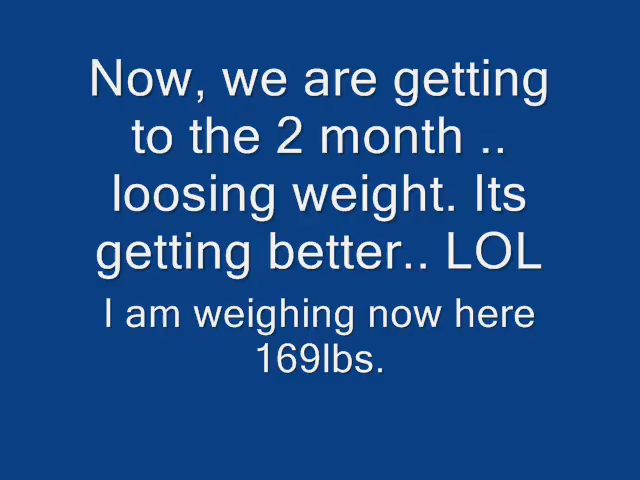 Now, we are getting
to the 2 month ..
loosing weight. Its
getting better.. LOL
I am weighing now here
169lbs.